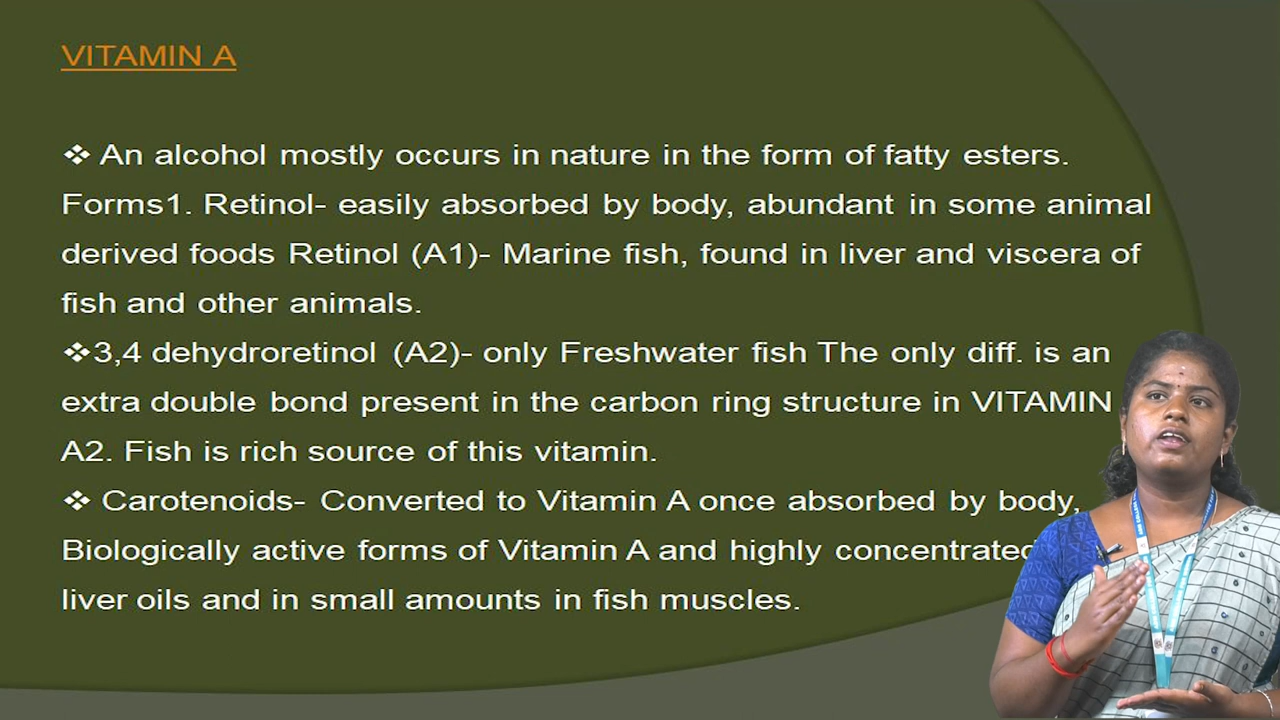 VITAMIN A
❖ An alcohol mostly occurs in nature in the form of fatty esters.
Forms1. Retinol- easily absorbed by body, abundant in some animal
derived foods Retinol (A1)- Marine fish, found in liver and viscera of
fish and other animals.
❖3,4 dehydroretinol (A2)- only Freshwater fish The only diff. is an
extra double bond present in the carbon ring structure in VITAMIN
A2. Fish is rich source of this vitamin.
❖ Carotenoids- Converted to Vitamin A once absorbed by body,
Biologically active forms of Vitamin A and highly concentrated
liver oils and in small amounts in fish muscles.